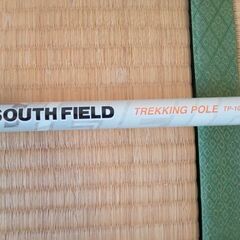 SOUTH FIELD TREKKING POLE